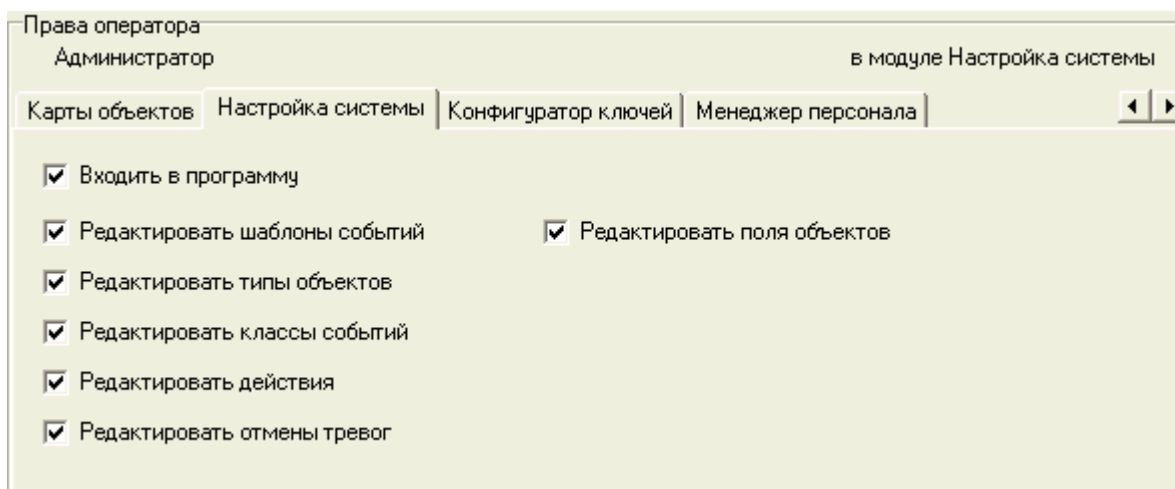 Права оператора
Администратор в модуле Настройка системы
Карты объектов Настройка системы Конфигуратор ключей Менеджер персонала
Входить в программу
Редактировать шаблоны событий Редактировать поля объектов
Редактировать типы объектов
Редактировать классы событий
Редактировать действия
Редактировать отмены тревог